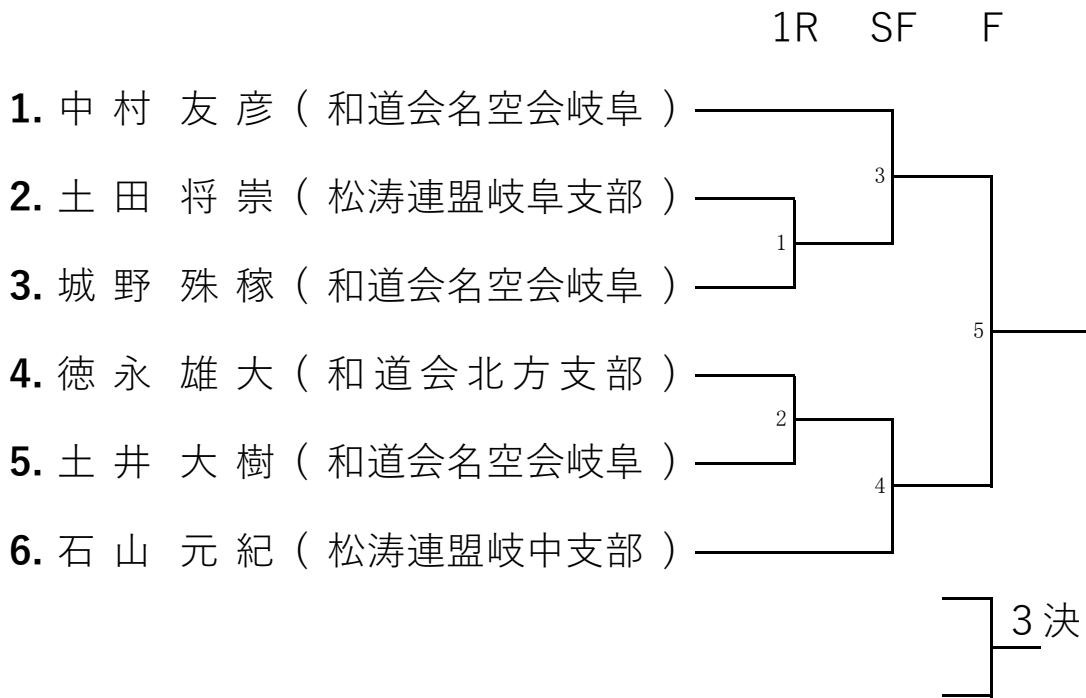 1R SF F
1. 中村 友彦 ( 和道会名空会岐阜 )
3
2. 土田 将崇 ( 松涛連盟岐阜支部 )
1
3. 城野 殊稼 ( 和道会名空会岐阜 )
5
4. 徳永 雄大 ( 和道会北方支部 )
2
5. 土井 大樹 ( 和道会名空会岐阜 )
4
6. 石山 元紀 ( 松涛連盟岐中支部 )
3決